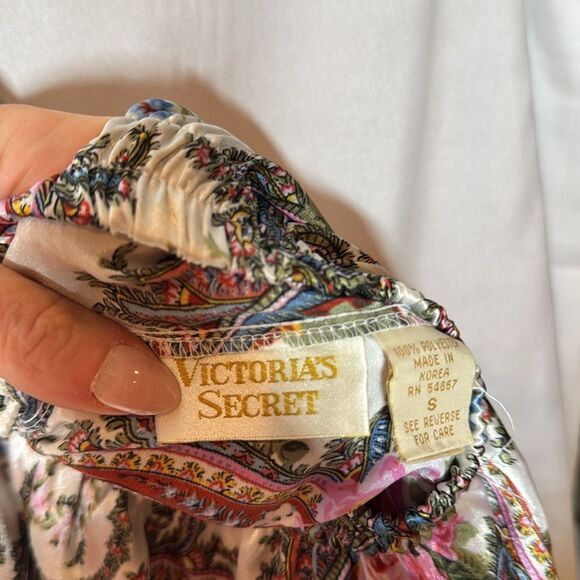 VICTORIA'S
SECRET
100% POLYESTER
MADE IN
KOREA
RN 54867
S
SEE REVERSE
FOR CARE